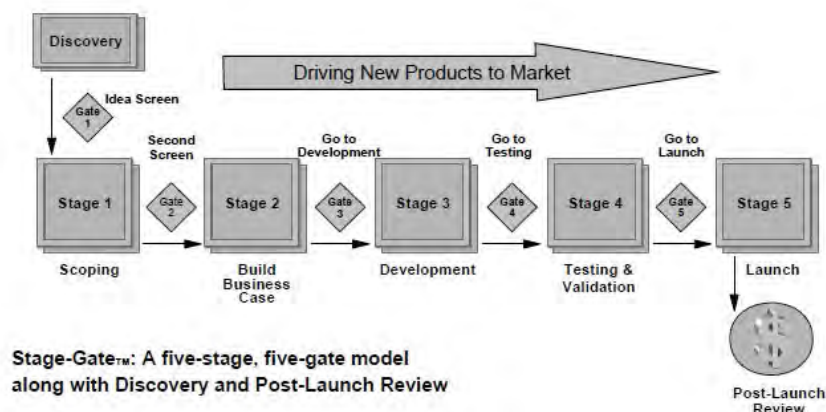 Discovery
Driving New Products to Market
Idea Screen
Gate
1
Second
Screen
Go to
Development
Go to
Testing
Go to
Launch
Stage 1
Gate
2
Stage 2
Gate
3
Stage 3
Gate
4
Stage 4
Gate
5
Stage 5
Scoping
Build
Business
Case
Development
Testing &
Validation
Launch
Stage-Gate™: A five-stage, five-gate model
along with Discovery and Post-Launch Review
Post-Launch
Review